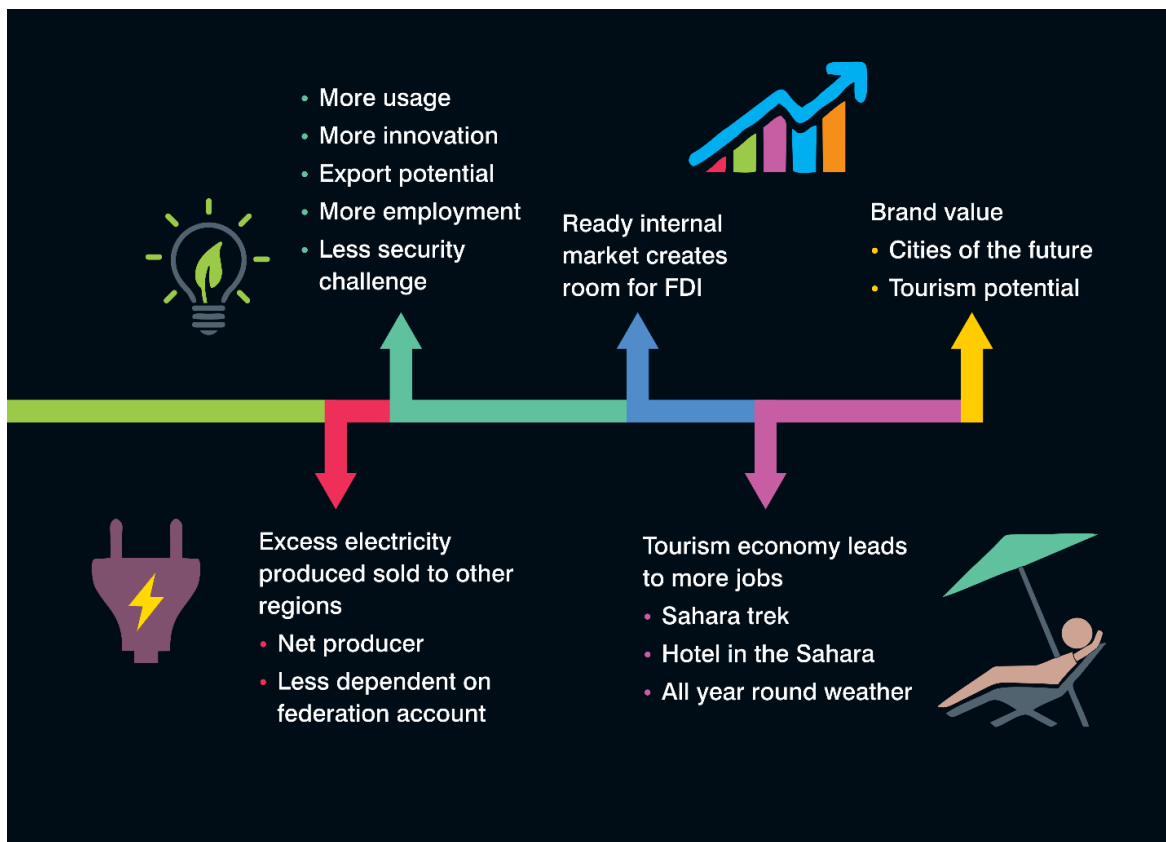 • More usage
• More innovation
• Export potential
• More employment
• Less security
challenge
Ready internal
market creates
room for FDI
Brand value
• Cities of the future
• Tourism potential
Excess electricity
produced sold to other
regions
• Net producer
• Less dependent on
federation account
Tourism economy leads
to more jobs
• Sahara trek
• Hotel in the Sahara
• All year round weather